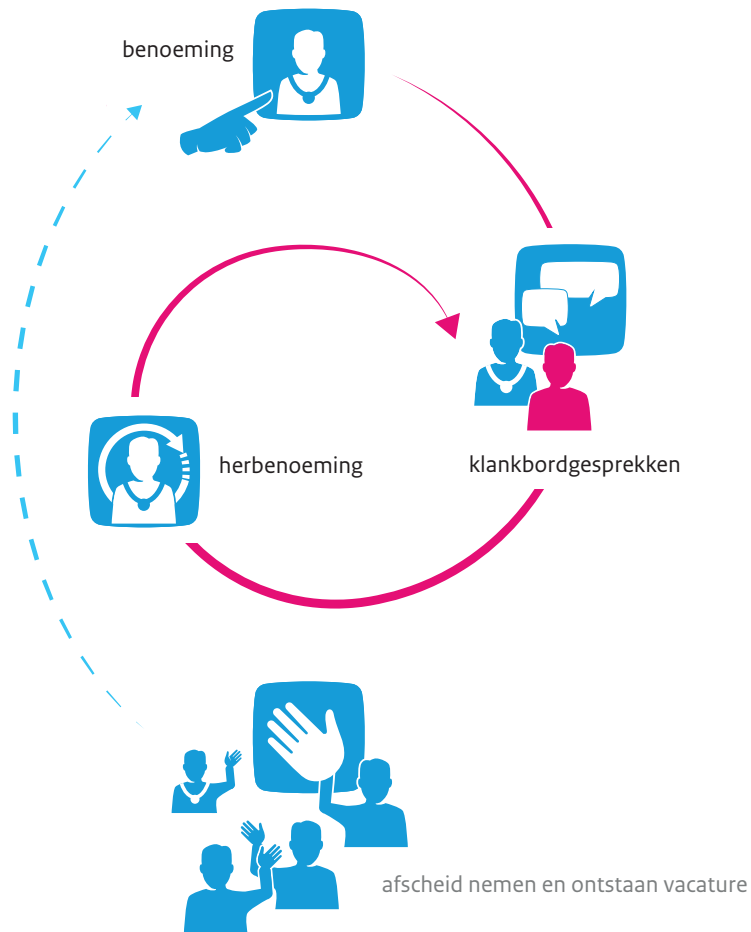 benoeming
herbenoeming
klankbordgesprekken
afscheid nemen en ontstaan vacature